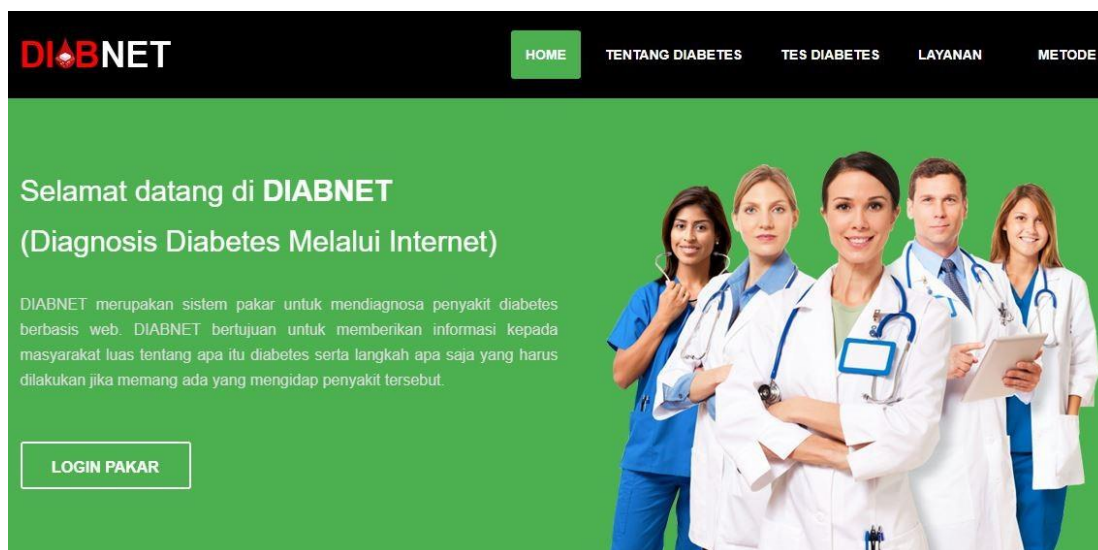 DIABNET
HOME
TENTANG DIABETES
TES DIABETES
LAYANAN
METODE
Selamat datang di DIABNET
(Diagnosis Diabetes Melalui Internet)
DIABNET merupakan sistem pakar untuk mendiagnosa penyakit diabetes
berbasis web. DIABNET bertujuan untuk memberikan informasi kepada
masyarakat luas tentang apa itu diabetes serta langkah apa saja yang harus
dilakukan jika memang ada yang mengidap penyakit tersebut.
LOGIN PAKAR